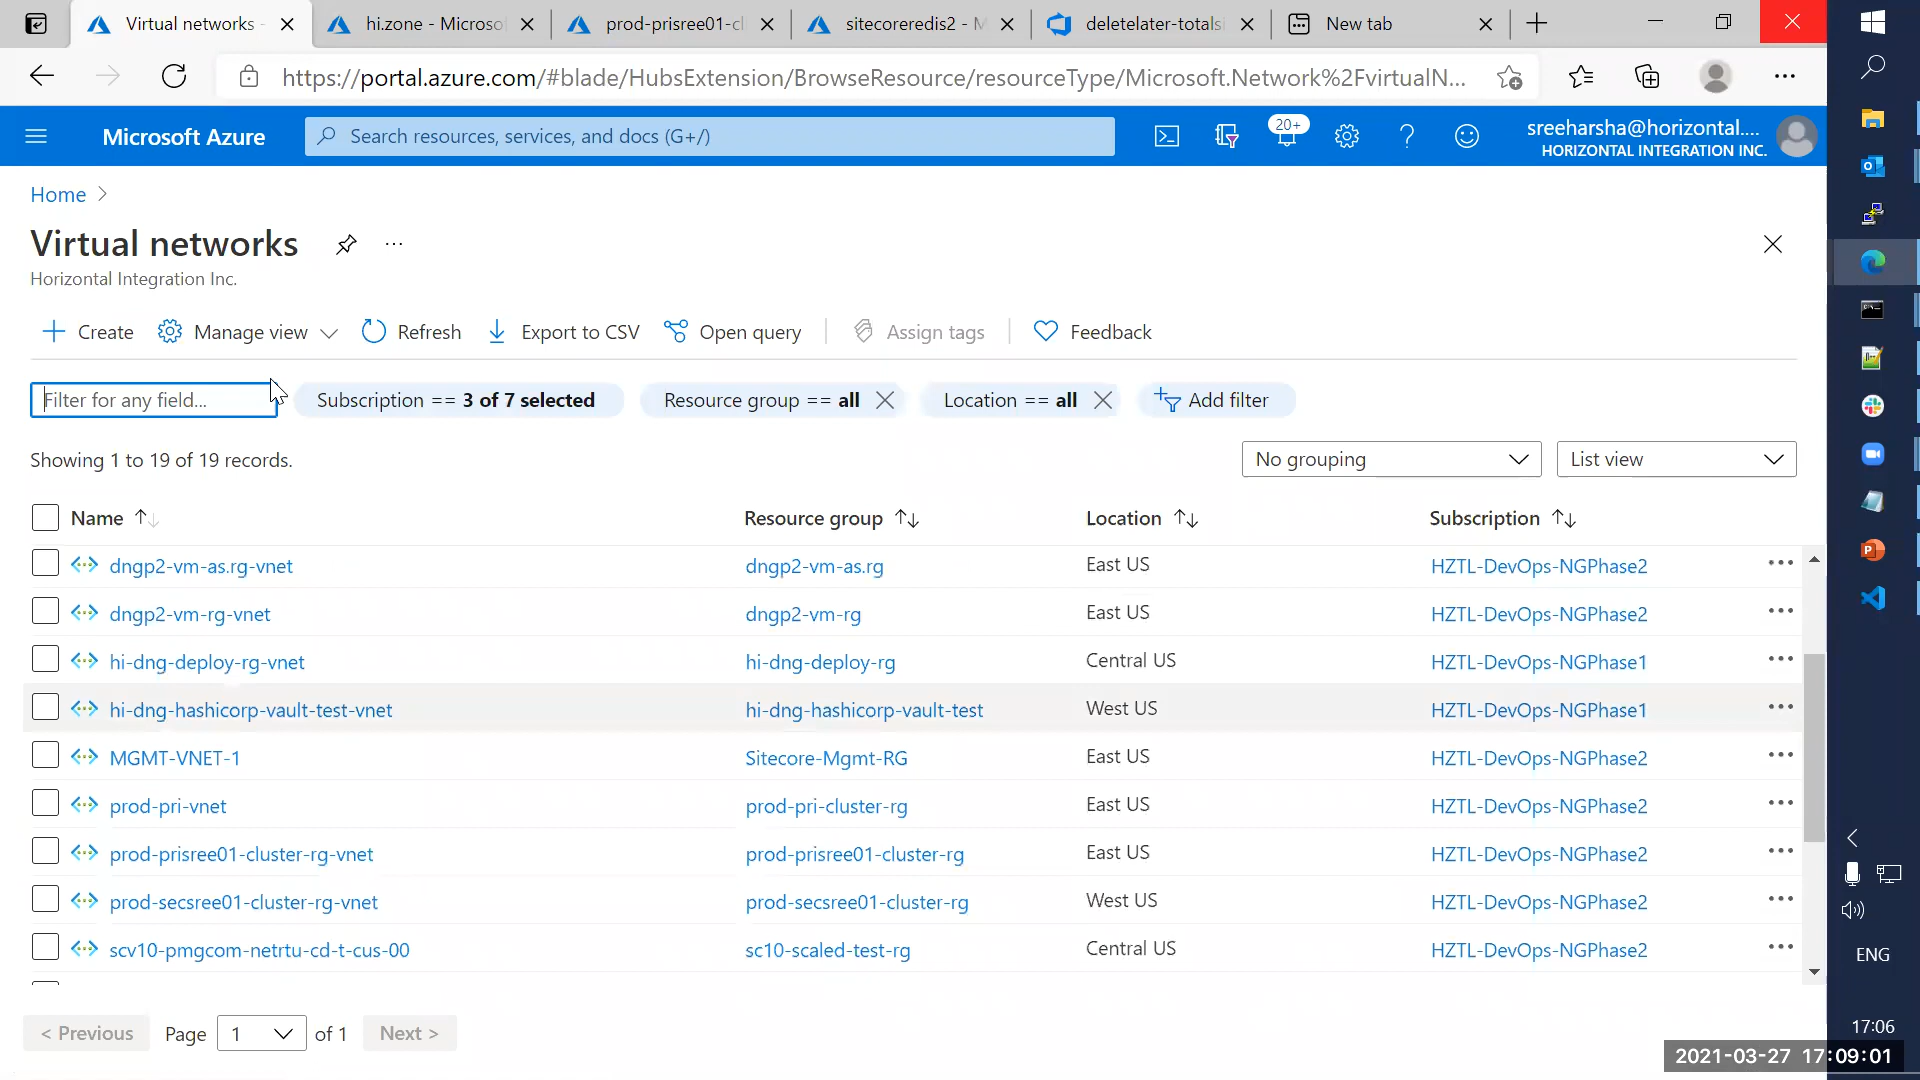 Virtual networks -
hi.zone - Microso
prod-prisree01-cl
sitecoreredis2 - M
deletelater-totals
New tab
https://portal.azure.com/#blade/HubsExtension/BrowseResource/resourceType/Microsoft.Network%2FvirtualN...
Microsoft Azure
Search resources, services, and docs (G+/)
20+
sreeharsha@horizontal....
HORIZONTAL INTEGRATION INC.
Home
Virtual networks
Horizontal Integration Inc.
Create
Manage view
Refresh
Export to CSV
Open query
Assign tags
Feedback
Filter for any field...
Subscription == 3 of 7 selected
Resource group == all
Location == all
Add filter
Showing 1 to 19 of 19 records.
No grouping
List view
Name Resource group Location Subscription
dngp2-vm-as.rg-vnet dngp2-vm-as.rg East US HZTL-DevOps-NGPhase2
dngp2-vm-rg-vnet dngp2-vm-rg East US HZTL-DevOps-NGPhase2
hi-dng-deploy-rg-vnet hi-dng-deploy-rg Central US HZTL-DevOps-NGPhase1
hi-dng-hashicorp-vault-test-vnet hi-dng-hashicorp-vault-test West US HZTL-DevOps-NGPhase1
MGMT-VNET-1 Sitecore-Mgmt-RG East US HZTL-DevOps-NGPhase2
prod-pri-vnet prod-pri-cluster-rg East US HZTL-DevOps-NGPhase2
prod-prisree01-cluster-rg-vnet prod-prisree01-cluster-rg East US HZTL-DevOps-NGPhase2
prod-secsree01-cluster-rg-vnet prod-secsree01-cluster-rg West US HZTL-DevOps-NGPhase2
scv10-pmgcom-netrtu-cd-t-cus-00 sc10-scaled-test-rg Central US HZTL-DevOps-NGPhase2
< Previous Page 1 of 1 Next >
ENG
17:06
2021-03-27 17:09:01